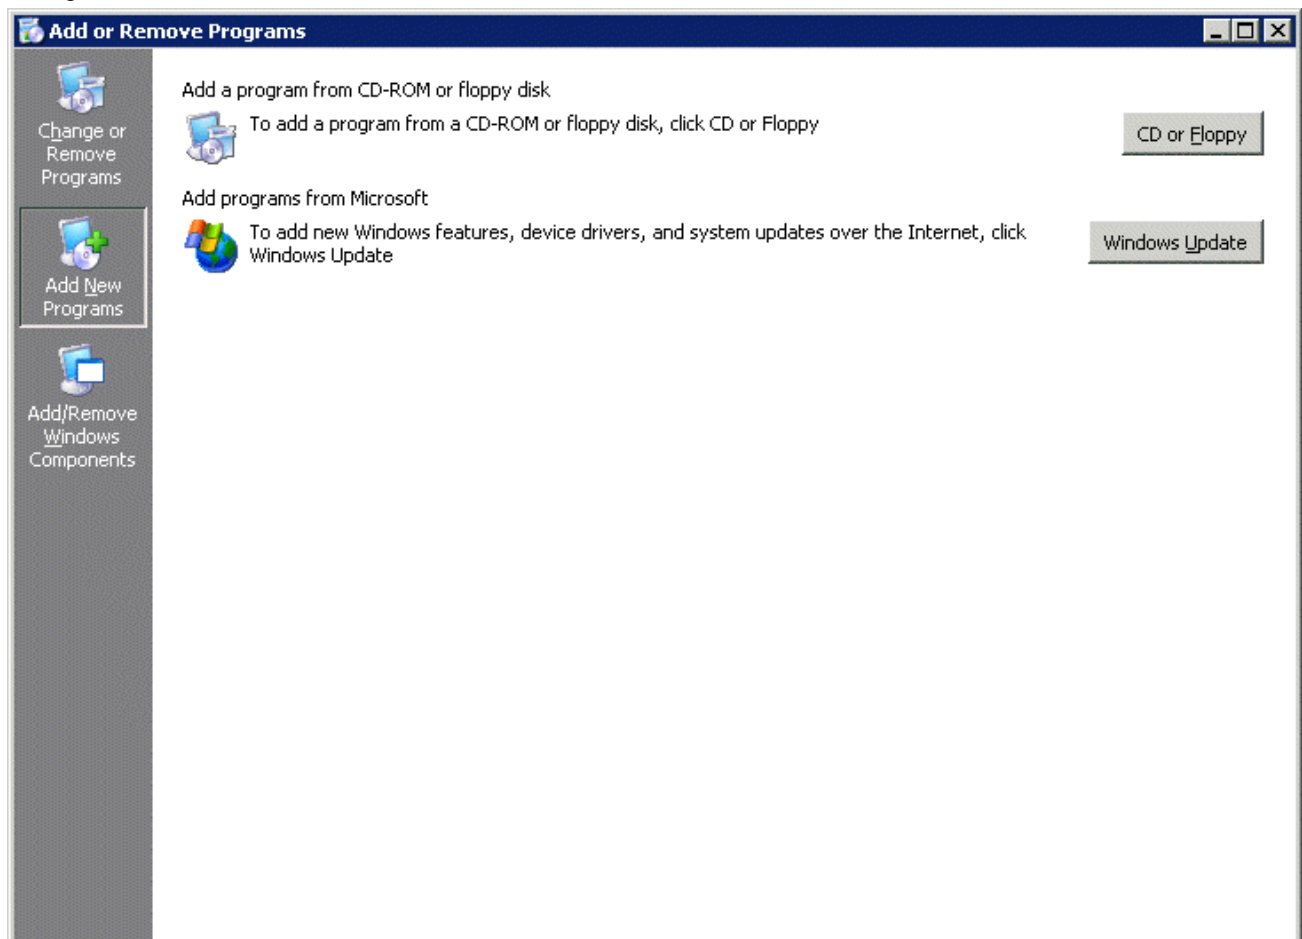 Add or Remove Programs
Change or
Remove
Programs
Add New
Programs
Add/Remove
Windows
Components
Add a program from CD-ROM or floppy disk
To add a program from a CD-ROM or floppy disk, click CD or Floppy
CD or Floppy
Add programs from Microsoft
To add new Windows features, device drivers, and system updates over the Internet, click
Windows Update
Windows Update